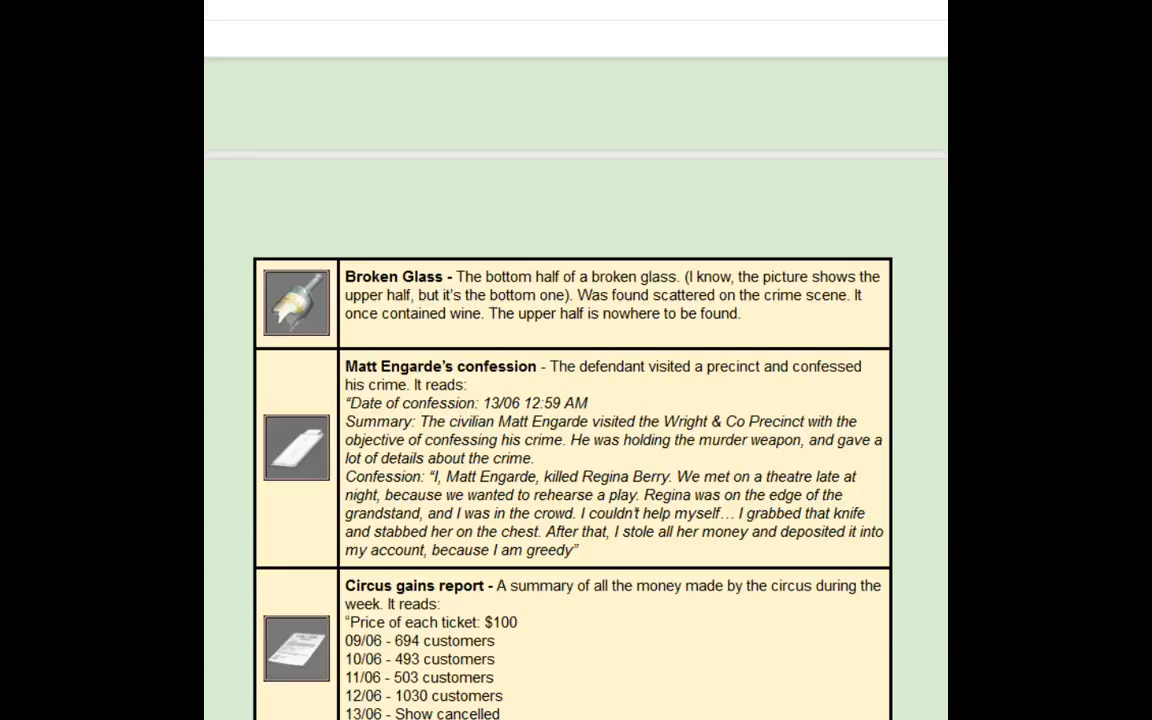 Broken Glass - The bottom half of a broken glass. (I know, the picture shows the
upper half, but it's the bottom one). Was found scattered on the crime scene. It
once contained wine. The upper half is nowhere to be found.
Matt Engarde's confession - The defendant visited a precinct and confessed
his crime. It reads:
“Date of confession: 13/06 12:59 AM
Summary: The civilian Matt Engarde visited the Wright & Co Precinct with the
objective of confessing his crime. He was holding the murder weapon, and gave a
lot of details about the crime.
Confession: “I, Matt Engarde, killed Regina Berry. We met on a theatre late at
night, because we wanted to rehearse a play. Regina was on the edge of the
grandstand, and I was in the crowd. I couldn't help myself… I grabbed that knife
and stabbed her on the chest. After that, I stole all her money and deposited it into
my account, because I am greedy”
Circus gains report - A summary of all the money made by the circus during the
week. It reads:
“Price of each ticket: $100
09/06 - 694 customers
10/06 - 493 customers
11/06 - 503 customers
12/06 - 1030 customers
13/06 - Show cancelled